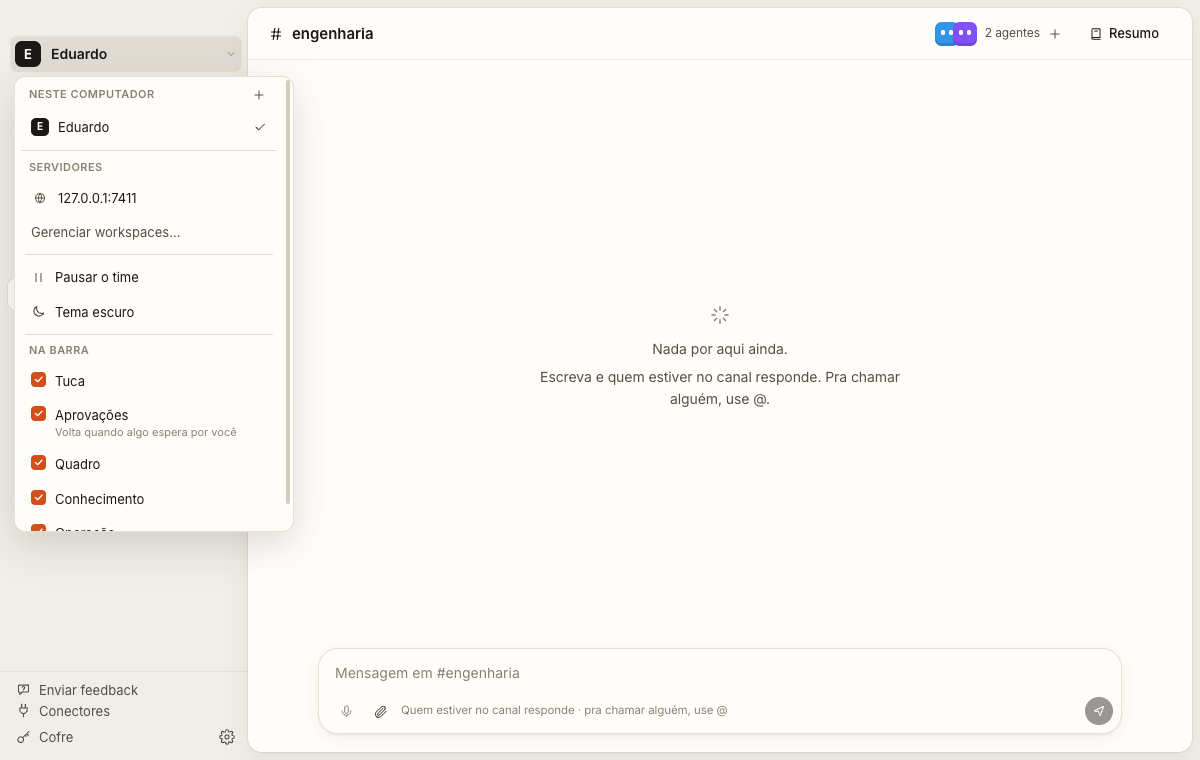 E Eduardo
NESTE COMPUTADOR
E Eduardo
SERVIDORES
127.0.0.1:7411
Gerenciar workspaces...
Pausar o time
Tema escuro
NA BARRA
Tuca
Aprovações
Volta quando algo espera por você
Quadro
Conhecimento
Enviar feedback
Conectores
Cofre
# engenharia
2 agentes
Resumo
Nada por aqui ainda.
Escreva e quem estiver no canal responde. Pra chamar
alguém, use @.
Mensagem em #engenharia
Quem estiver no canal responde · pra chamar alguém, use @